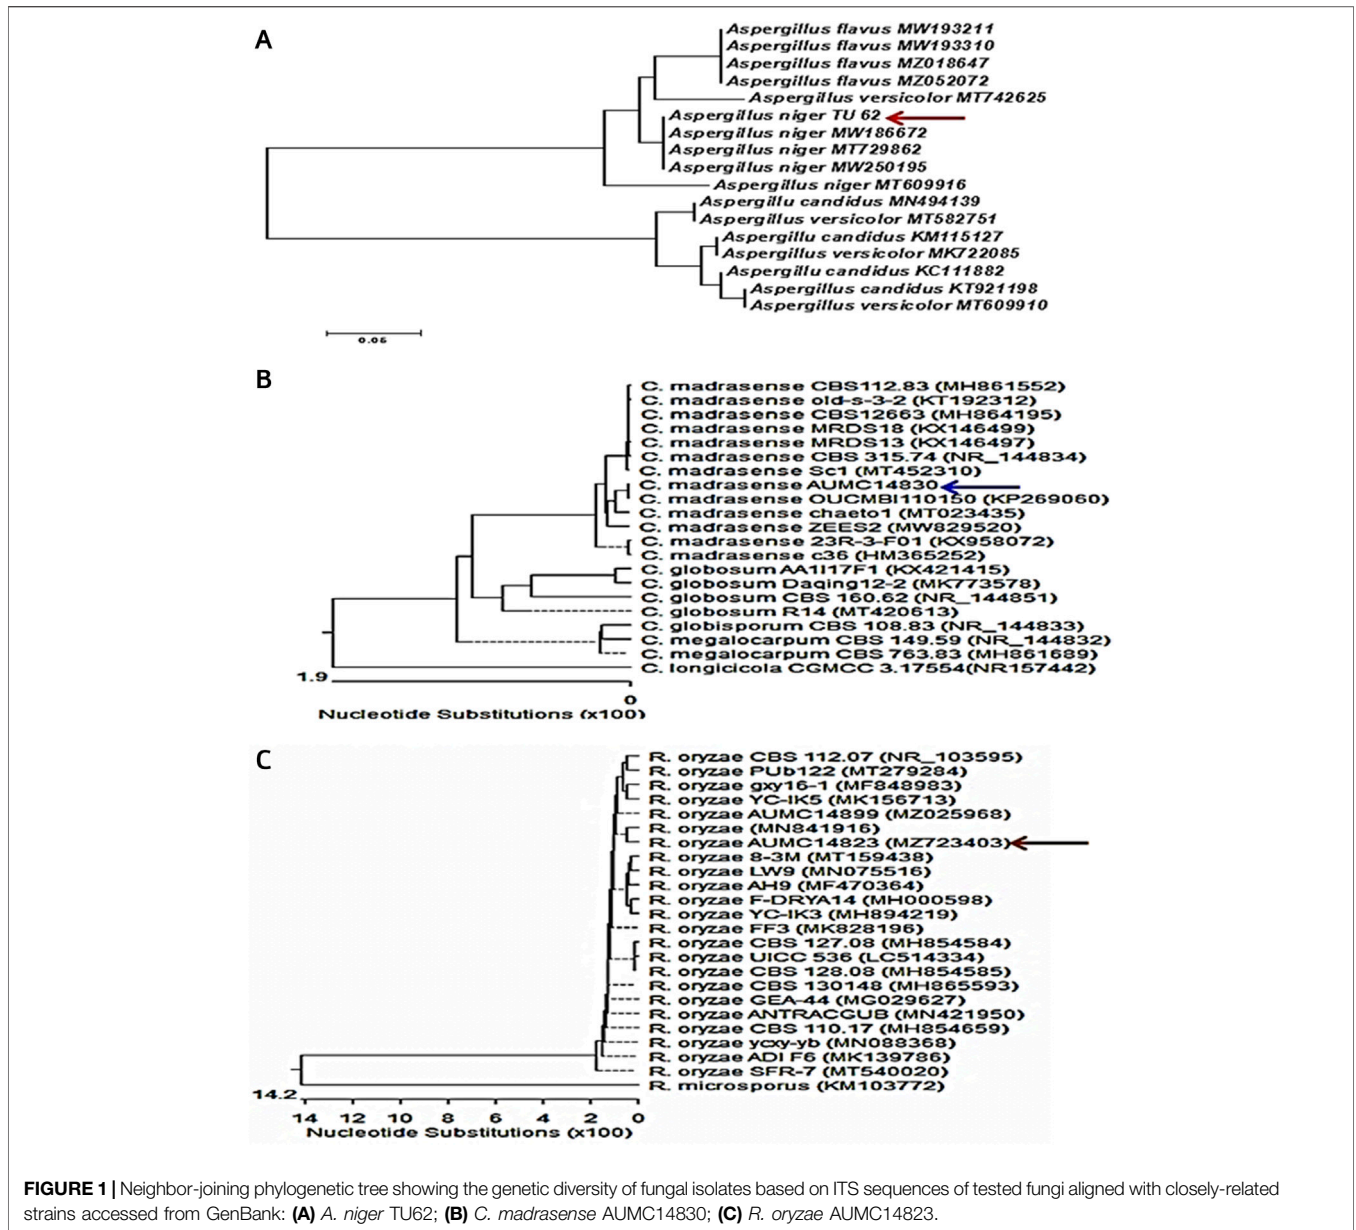 A
Aspergillus flavus MW193211
Aspergillus flavus MW193310
Aspergillus flavus MZ018647
Aspergillus flavus MZ052072
Aspergillus versicolor MT742625
Aspergillus niger TU 62
Aspergillus niger MW186672
Aspergillus niger MT729862
Aspergillus niger MW250195
Aspergillus niger MT609916
Aspergillu candidus MN494139
Aspergillus versicolor MT582751
Aspergillu candidus KM115127
Aspergillus versicolor MK722085
Aspergillu candidus KC111882
Aspergillus candidus KT921198
Aspergillus versicolor MT609910
0.05
B
C. madrasense CBS112.83 (MH861552)
C. madrasense old-s-3-2 (KT192312)
C. madrasense CBS12663 (MH864195)
C. madrasense MRDS18 (KX146499)
C. madrasense MRDS13 (KX146497)
C. madrasense CBS 315.74 (NR_144834)
C. madrasense Sc1 (MT452310)
C. madrasense AUMC14830
C. madrasense OUCMBI110150 (KP269060)
C. madrasense chaeto1 (MT023435)
C. madrasense ZEES2 (MW829520)
C. madrasense 23R-3-F01 (KX958072)
C. madrasense c36 (HM365252)
C. globosum AA1I17F1 (KX421415)
C. globosum Daqing12-2 (MK773578)
C. globosum CBS 160.62 (NR_144851)
C. globosum R14 (MT420613)
C. globisporum CBS 108.83 (NR_144833)
C. megalocarpum CBS 149.59 (NR_144832)
C. megalocarpum CBS 763.83 (MH861689)
C. longicicola CGMCC 3.17554(NR157442)
1.9
0
Nucleotide Substitutions (x100)
C
R. oryzae CBS 112.07 (NR_103595)
R. oryzae PUb122 (MT279284)
R. oryzae gxy16-1 (MF848983)
R. oryzae YC-IK5 (MK156713)
R. oryzae AUMC14899 (MZ025968)
R. oryzae (MN841916)
R. oryzae AUMC14823 (MZ723403)
R. oryzae 8-3M (MT159438)
R. oryzae LW9 (MN075516)
R. oryzae AH9 (MF470364)
R. oryzae F-DRYA14 (MH000598)
R. oryzae YC-IK3 (MH894219)
R. oryzae FF3 (MK828196)
R. oryzae CBS 127.08 (MH854584)
R. oryzae UICC 536 (LC514334)
R. oryzae CBS 128.08 (MH854585)
R. oryzae CBS 130148 (MH865593)
R. oryzae GEA-44 (MG029627)
R. oryzae ANTRACGUB (MN421950)
R. oryzae CBS 110.17 (MH854659)
R. oryzae ycxy-yb (MN088368)
R. oryzae ADI F6 (MK139786)
R. oryzae SFR-7 (MT540020)
R. microsporus (KM103772)
14.2
14 12 10 8 6 4 2 0
Nucleotide Substitutions (x100)
FIGURE 1 | Neighbor-joining phylogenetic tree showing the genetic diversity of fungal isolates based on ITS sequences of tested fungi aligned with closely-related
strains accessed from GenBank: (A) A. niger TU62; (B) C. madrasense AUMC14830; (C) R. oryzae AUMC14823.